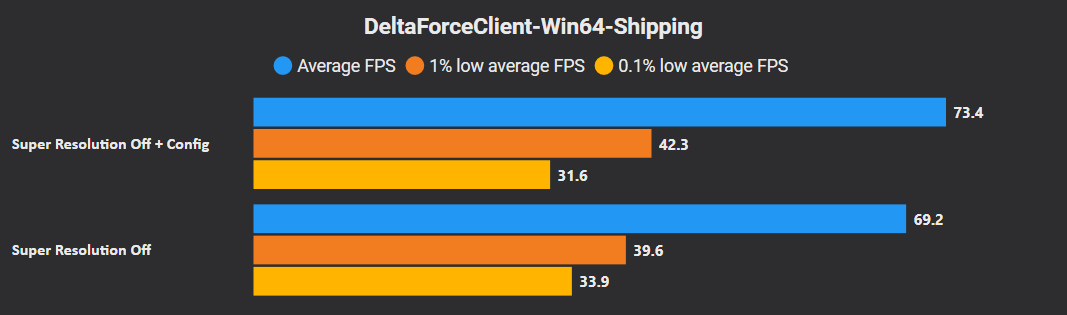 DeltaForceClient-Win64-Shipping
Average FPS 1% low average FPS 0.1% low average FPS
73.4
Super Resolution Off + Config 42.3
31.6
69.2
Super Resolution Off 39.6
33.9